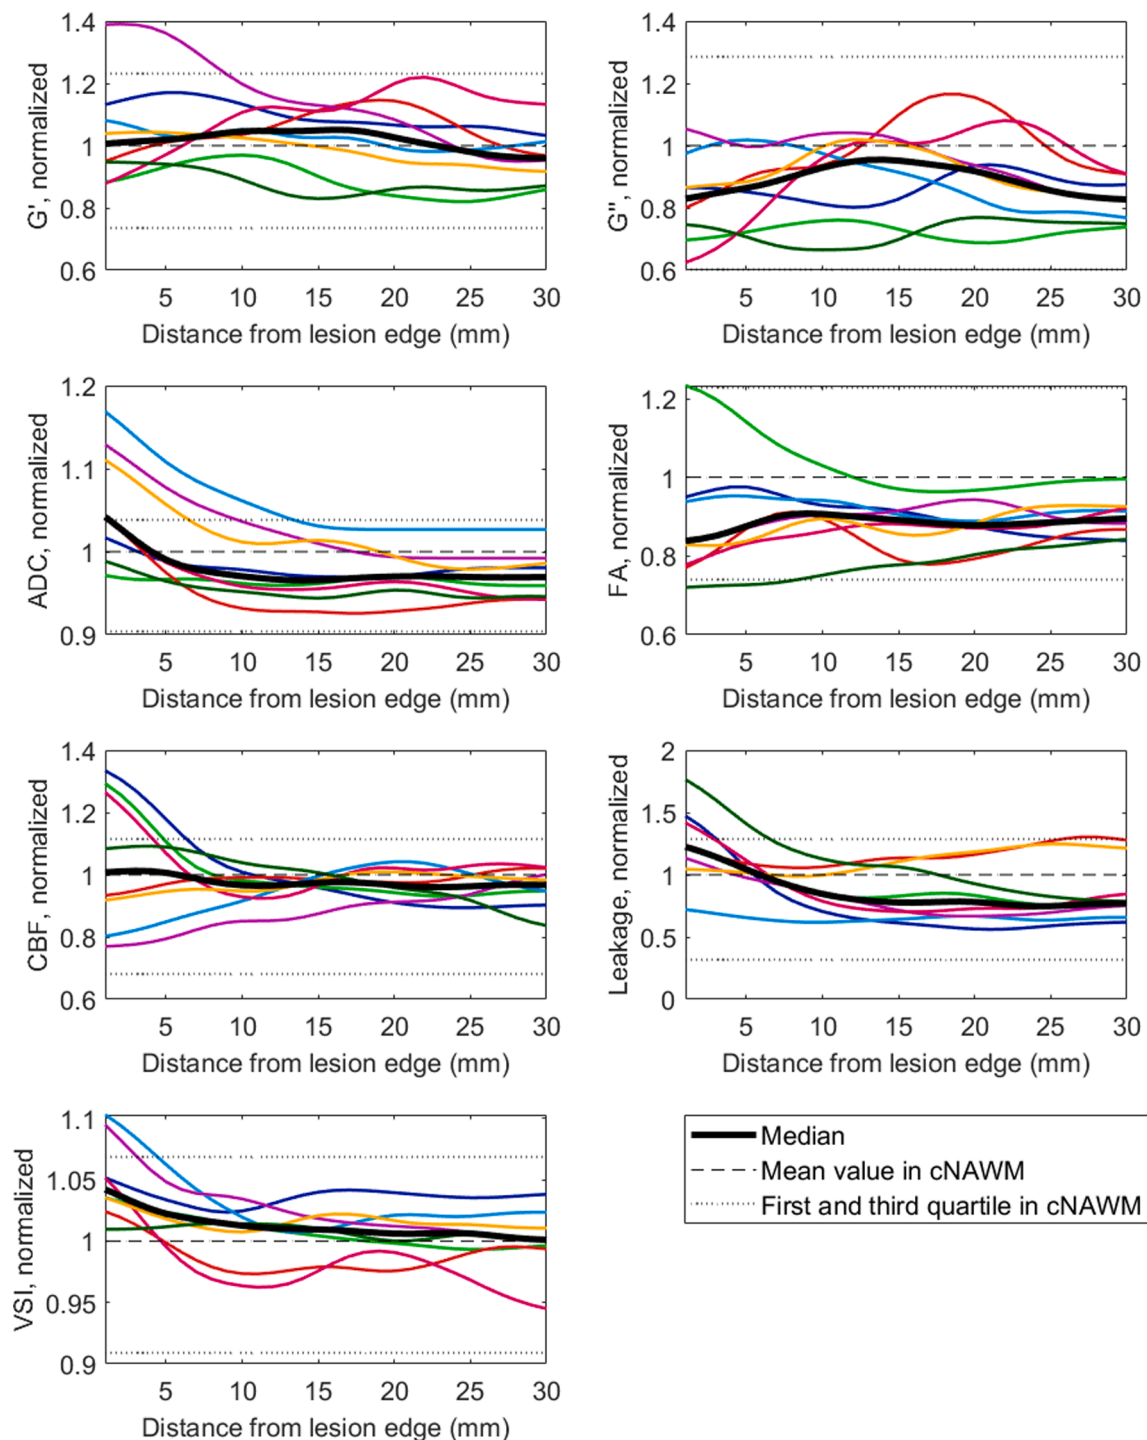 1.4
1.2
1
0.8
0.6
G', normalized
5 10 15 20 25 30
Distance from lesion edge (mm)
1.4
1.2
1
0.8
0.6
G'', normalized
5 10 15 20 25 30
Distance from lesion edge (mm)
1.2
1.1
1
0.9
ADC, normalized
5 10 15 20 25 30
Distance from lesion edge (mm)
1.2
1
0.8
0.6
FA, normalized
5 10 15 20 25 30
Distance from lesion edge (mm)
1.4
1.2
1
0.8
0.6
CBF, normalized
5 10 15 20 25 30
Distance from lesion edge (mm)
2
1.5
1
0.5
0
Leakage, normalized
5 10 15 20 25 30
Distance from lesion edge (mm)
1.1
1.05
1
0.95
0.9
VSI, normalized
5 10 15 20 25 30
Distance from lesion edge (mm)
Median
Mean value in cNAWM
First and third quartile in cNAWM